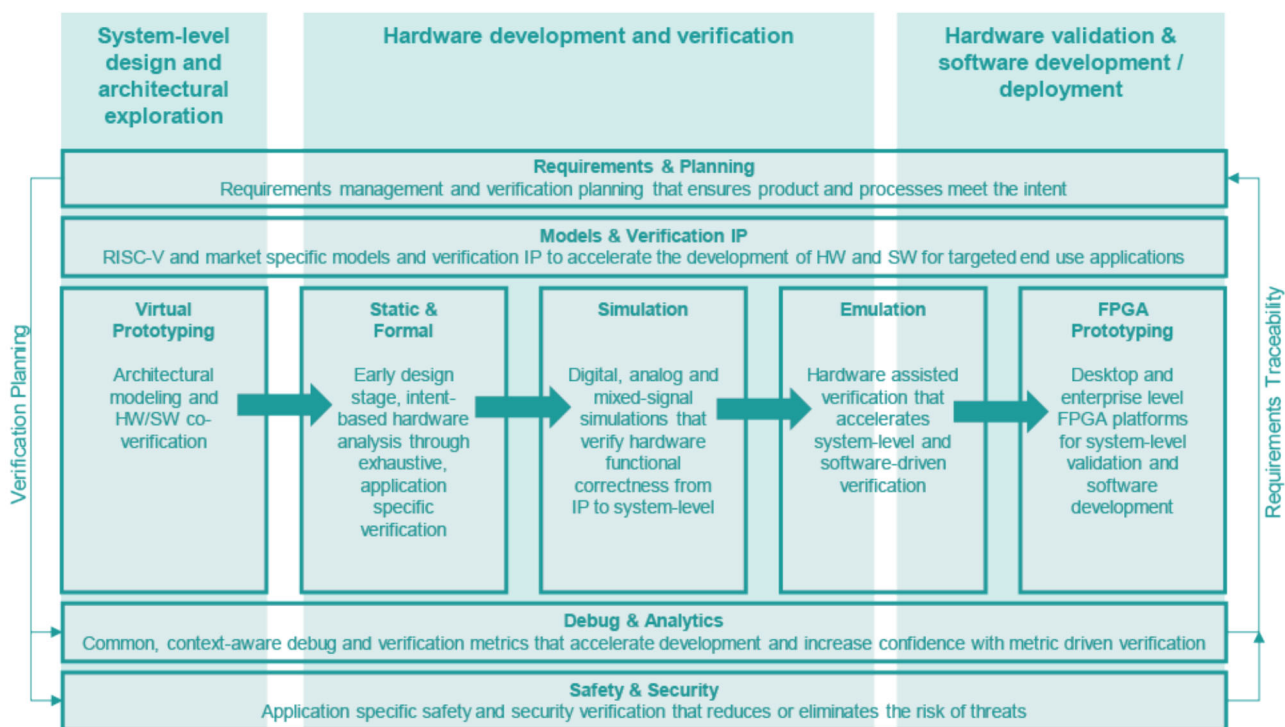 System-level
design and
architectural
exploration
Hardware development and verification
Hardware validation &
software development /
deployment
Requirements & Planning
Requirements management and verification planning that ensures product and processes meet the intent
Models & Verification IP
RISC-V and market specific models and verification IP to accelerate the development of HW and SW for targeted end use applications
Verification Planning
Virtual
Prototyping
Architectural
modeling and
HW/SW co-
verification
Static &
Formal
Early design
stage, intent-
based hardware
analysis through
exhaustive,
application
specific
verification
Simulation
Digital, analog and
mixed-signal
simulations that
verify hardware
functional
correctness from
IP to system-level
Emulation
Hardware assisted
verification that
accelerates
system-level and
software-driven
verification
FPGA
Prototyping
Desktop and
enterprise level
FPGA platforms
for system-level
validation and
software
development
Requirements Traceability
Debug & Analytics
Common, context-aware debug and verification metrics that accelerate development and increase confidence with metric driven verification
Safety & Security
Application specific safety and security verification that reduces or eliminates the risk of threats